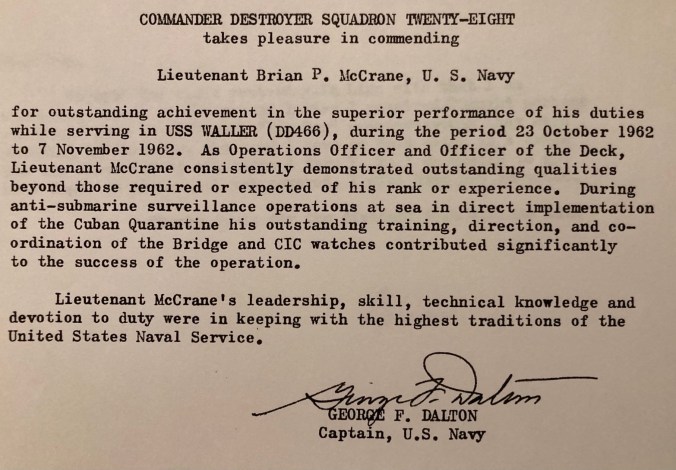 COMMANDER DESTROYER SQUADRON TWENTY-EIGHT
takes pleasure in commending
Lieutenant Brian P. McCrane, U. S. Navy
for outstanding achievement in the superior performance of his duties
while serving in USS WALLER (DD466), during the period 23 October 1962
to 7 November 1962. As Operations Officer and Officer of the Deck,
Lieutenant McCrane consistently demonstrated outstanding qualities
beyond those required or expected of his rank or experience. During
anti-submarine surveillance operations at sea in direct implementation
of the Cuban Quarantine his outstanding training, direction, and co-
ordination of the Bridge and CIC watches contributed significantly
to the success of the operation.
Lieutenant McCrane's leadership, skill, technical knowledge and
devotion to duty were in keeping with the highest traditions of the
United States Naval Service.
George F. Dalton
GEORGE F. DALTON
Captain, U.S. Navy